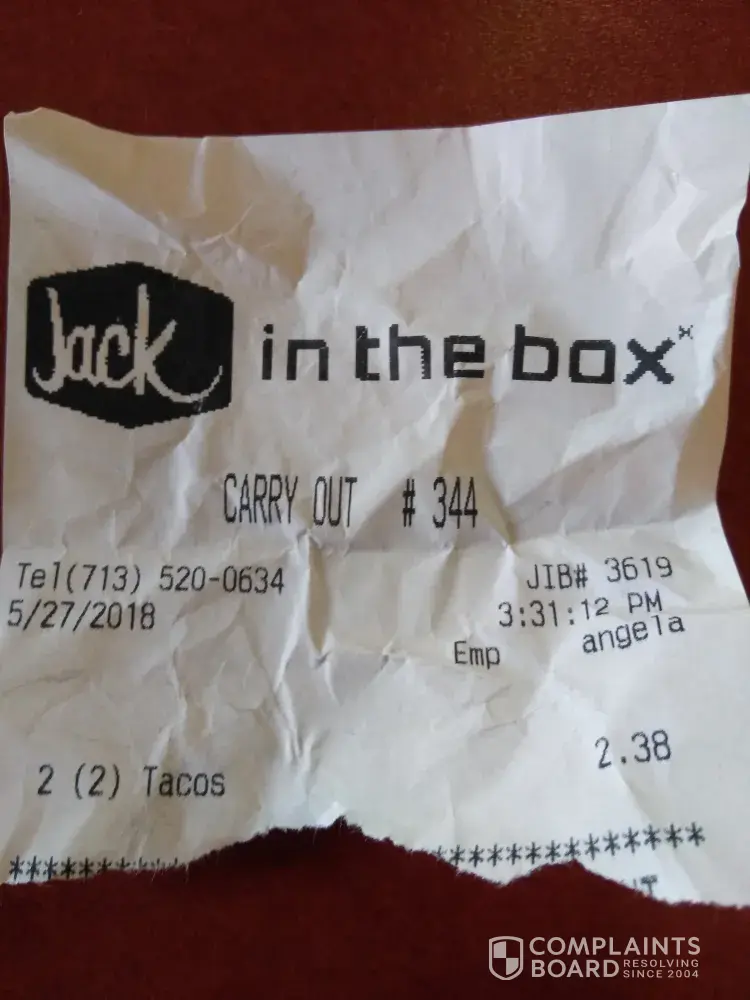 Jack in the box
CARRY OUT # 344
Tel(713) 520-0634 JIB# 3619
5/27/2018 3:31:12 PM
Emp angela
2 (2) Tacos 2.38
*********** **************
COMPLAINTS
BOARD RESOLVING
SINCE 2004